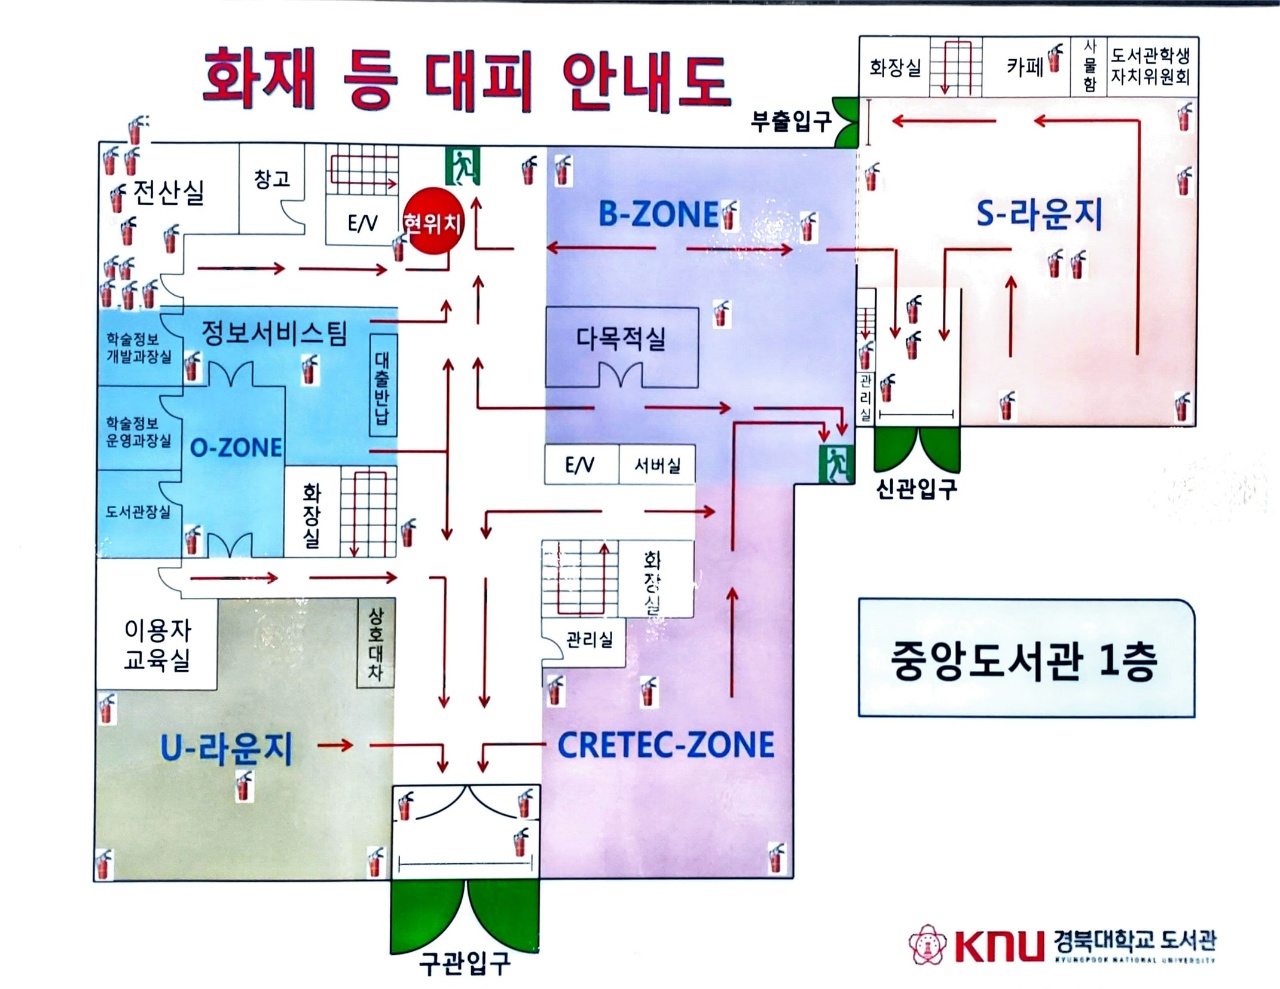 화재 등 대피 안내도
화장실
카페
사물함
도서관학생
자치위원회
부출입구
전산실
창고
E/V
현위치
B-ZONE
S-라운지
학술정보
개발과장실
정보서비스팀
대출반납
다목적실
관리실
학술정보
운영과장실
O-ZONE
E/V
서버실
신관입구
도서관장실
화장실
화장실
이용자
교육실
상호대차
관리실
중앙도서관 1층
U-라운지
CRETEC-ZONE
구관입구
KNU 경북대학교 도서관
KYUNGPOOK NATIONAL UNIVERSITY